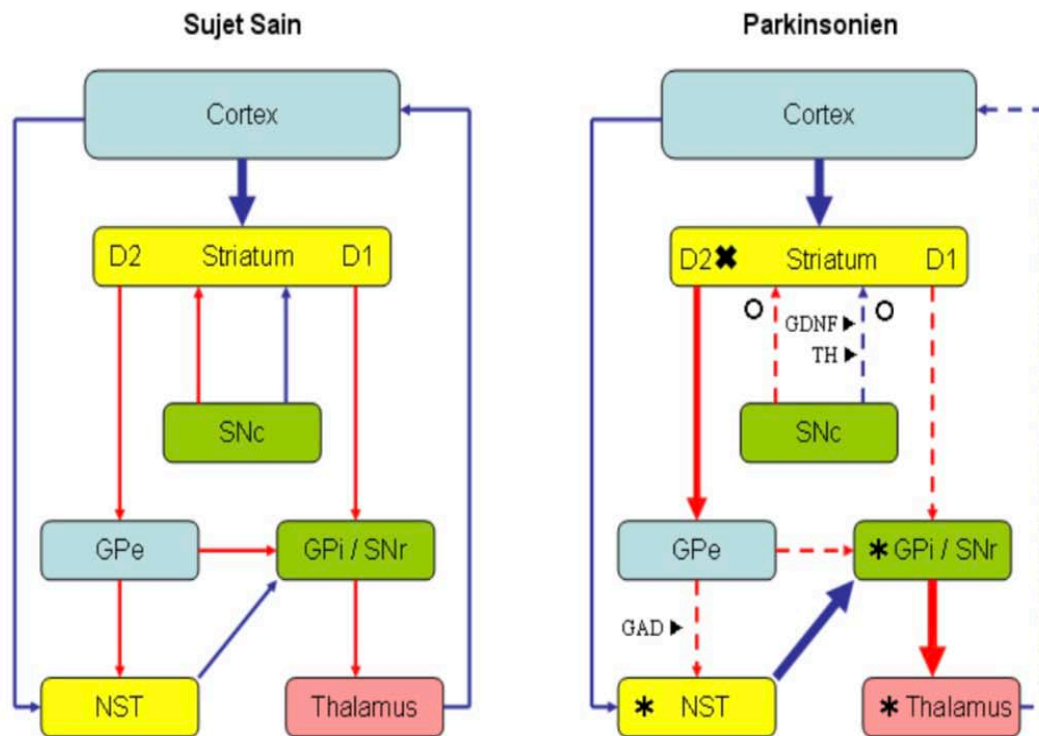 Sujet Sain
Cortex
D2 Striatum D1
SNc
GPe
GPi / SNr
NST
Thalamus
Parkinsonien
Cortex
D2✖ Striatum D1
GDNF ►
TH ►
SNc
GPe
* GPi / SNr
GAD ►
* NST
* Thalamus